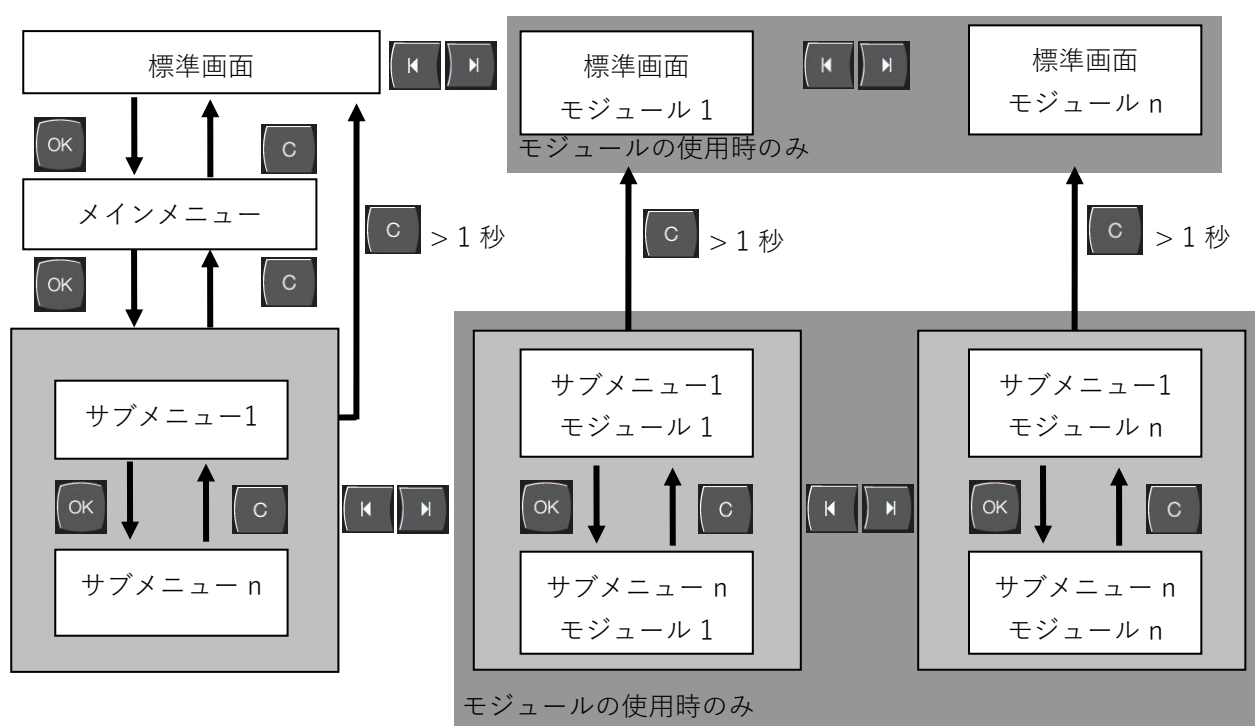 標準画面
標準画面
モジュール 1
標準画面
モジュール n
モジュールの使用時のみ
OK
C
メインメニュー
C
> 1 秒
C
> 1 秒
C
> 1 秒
OK
C
サブメニュー1
サブメニュー1
モジュール 1
サブメニュー1
モジュール n
OK
C
OK
C
OK
C
サブメニュー n
サブメニュー n
モジュール 1
サブメニュー n
モジュール n
モジュールの使用時のみ